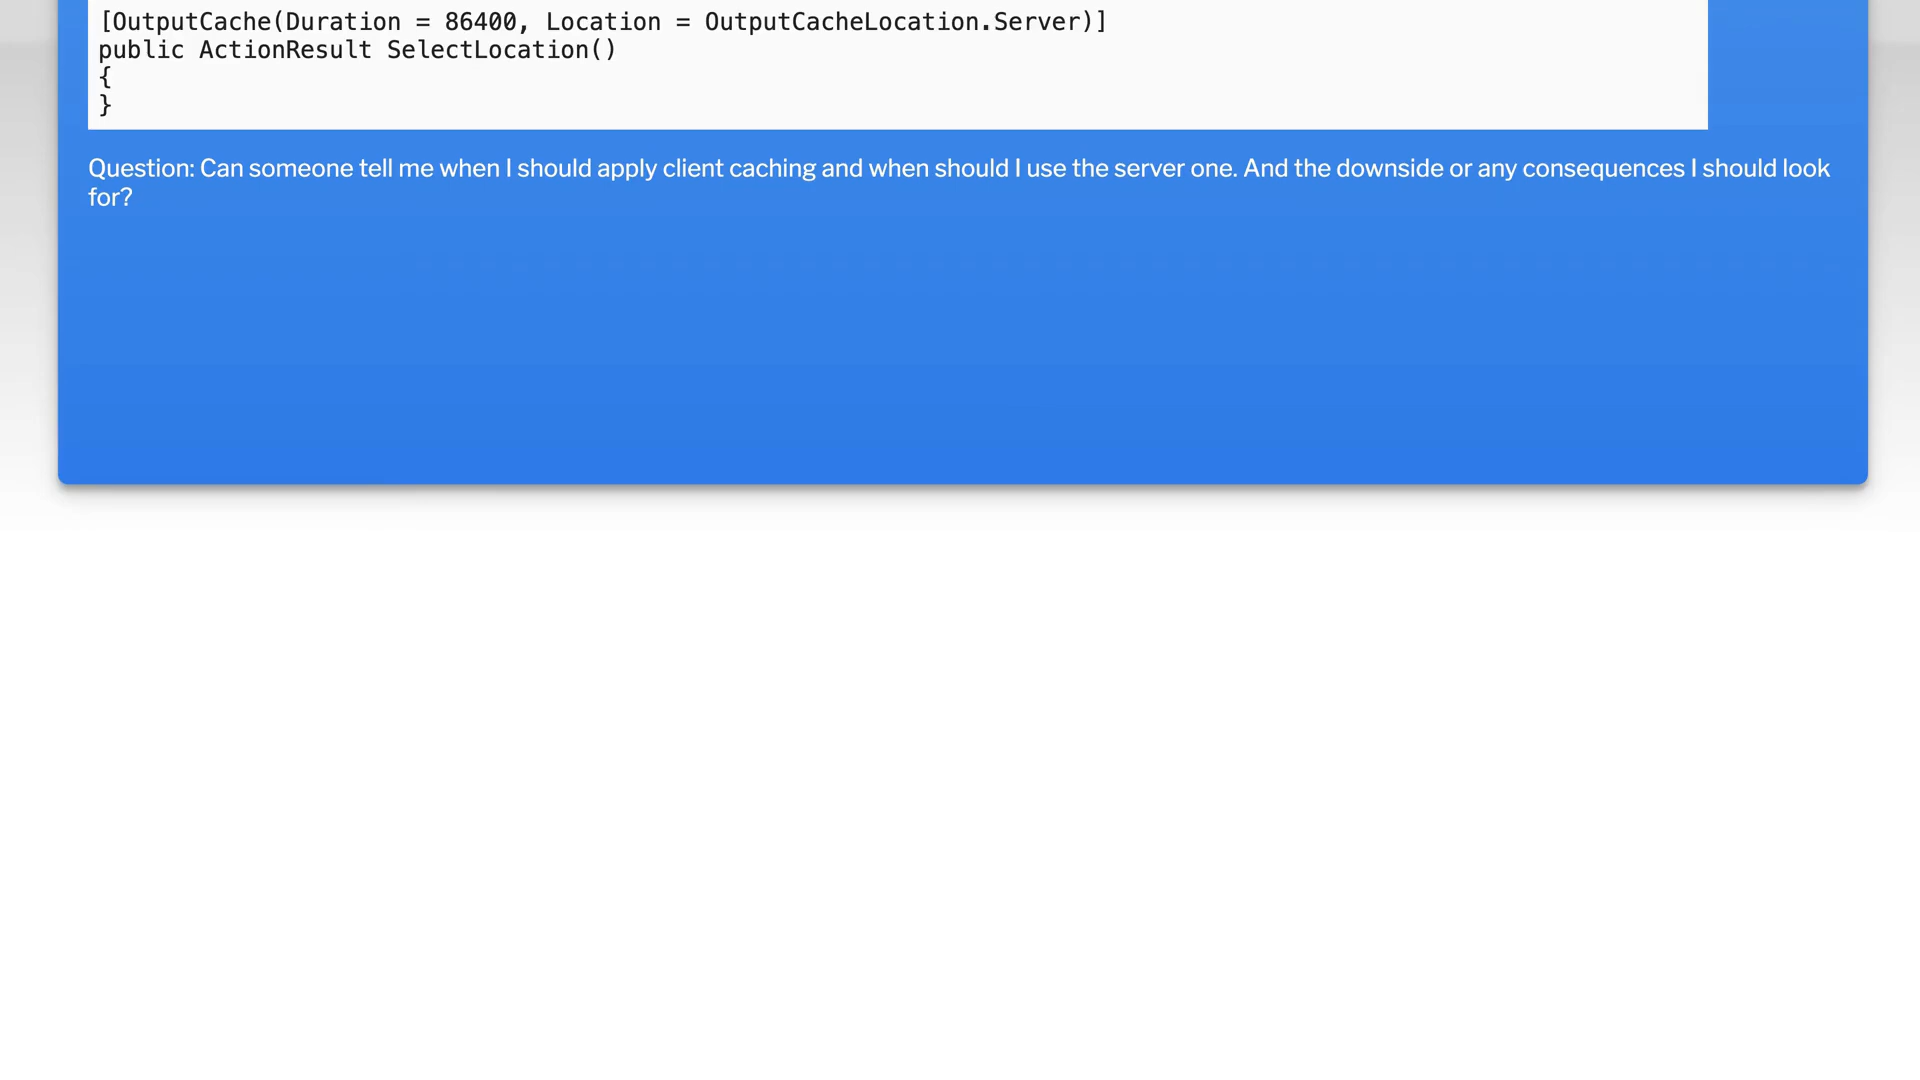 [OutputCache(Duration = 86400, Location = OutputCacheLocation.Server)]
public ActionResult SelectLocation()
{
}
Question: Can someone tell me when I should apply client caching and when should I use the server one. And the downside or any consequences I should look
for?